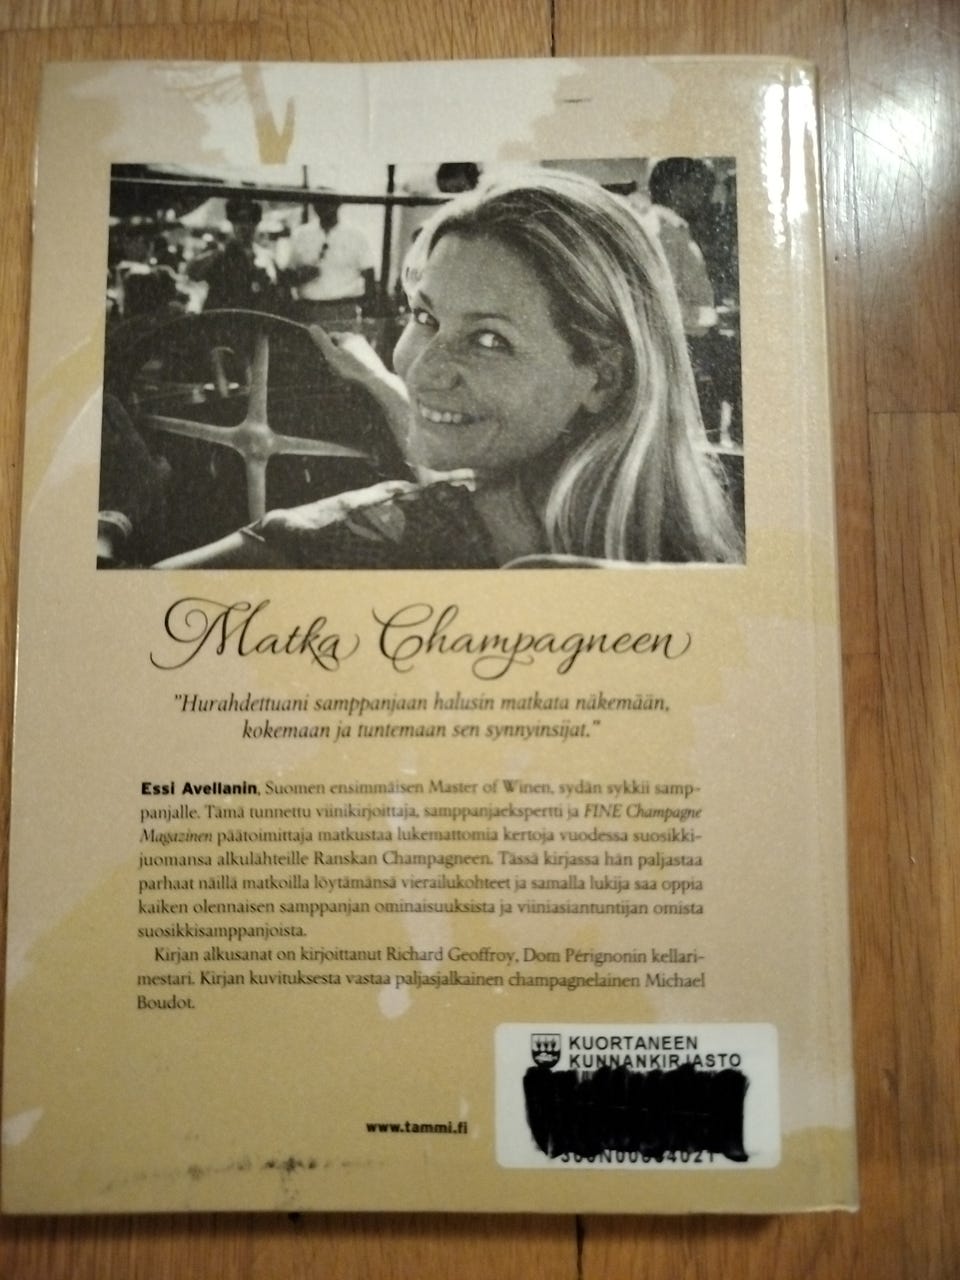 Matka Champagneen
"Hurahdettuani samppanjaan halusin matkata näkemään,
kokemaan ja tuntemaan sen synnyinsijat."
Essi Avellanin, Suomen ensimmäisen Master of Winen, sydän sykkii samp-
panjalle. Tämä tunnettu viinikirjoittaja, samppanjaekspertti ja FINE Champagne
Magazinen päätoimittaja matkustaa lukemattomia kertoja vuodessa suosikki-
juomansa alkulähteille Ranskan Champagneen. Tässä kirjassa hän paljastaa
parhaat näillä matkoilla löytämänsä vierailukohteet ja samalla lukija saa oppia
kaiken olennaisen samppanjan ominaisuuksista ja viiniasiantuntijan omista
suosikkisamppanjoista.
Kirjan alkusanat on kirjoittanut Richard Geoffroy, Dom Pérignonin kellari-
mestari. Kirjan kuvituksesta vastaa paljasjalkainen champagnelainen Michael
Boudot.
KUORTANEEN
KUNNANKIRJASTO
www.tammi.fi